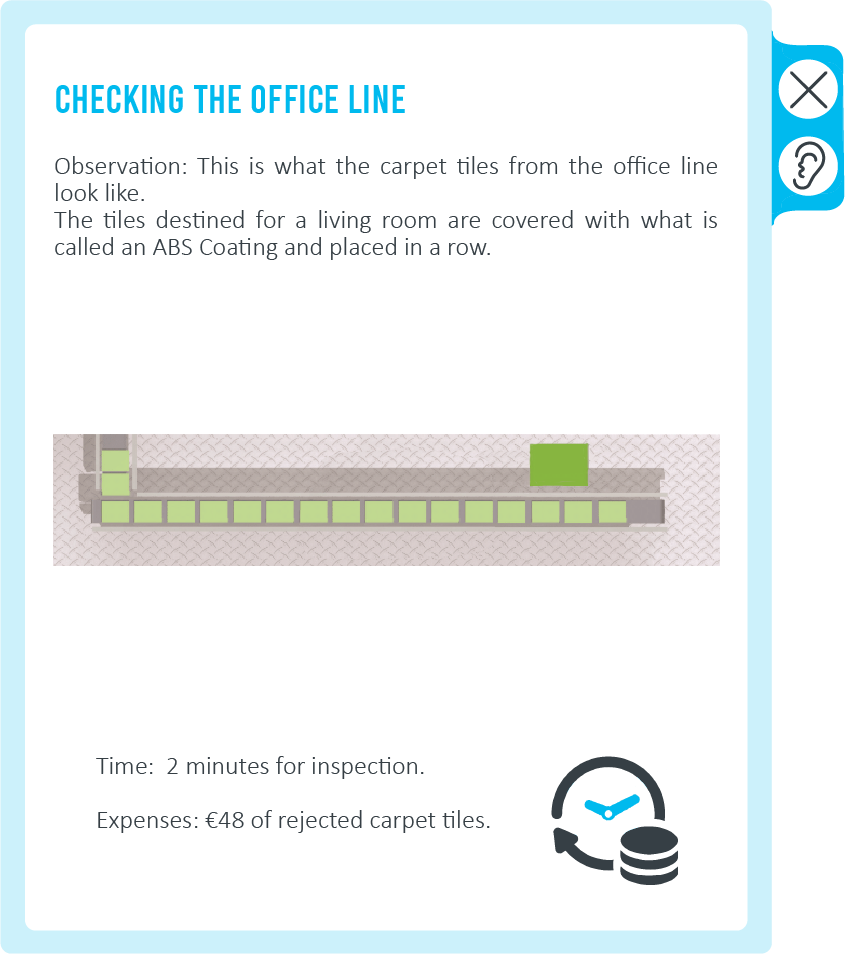 CHECKING THE OFFICE LINE
Observation: This is what the carpet tiles from the office line
look like.
The tiles destined for a living room are covered with what is
called an ABS Coating and placed in a row.
Time: 2 minutes for inspection.
Expenses: €48 of rejected carpet tiles.